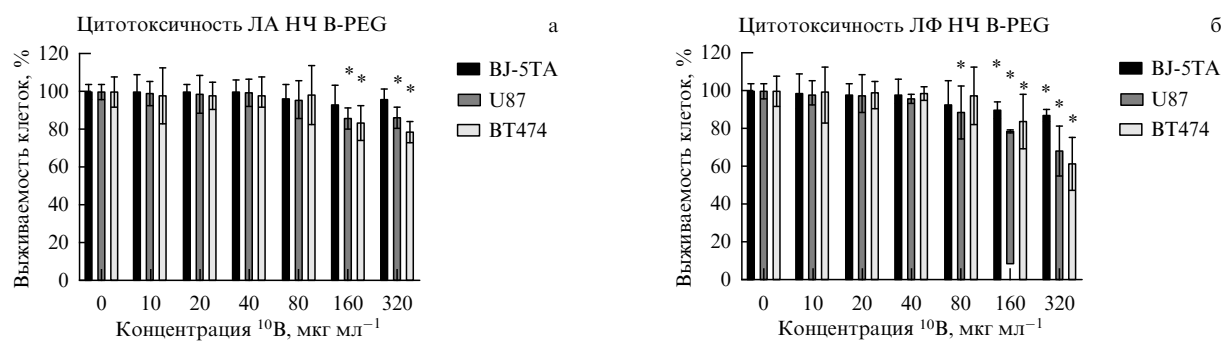 Цитотоксичность ЛА НЧ B-PEG
а
Выживаемость клеток, %
120
100
80
60
40
20
0
* *
* *
BJ-5TA
U87
BT474
0 10 20 40 80 160 320
Концентрация ¹⁰B, мкг мл⁻¹
Цитотоксичность ЛФ НЧ B-PEG
б
Выживаемость клеток, %
120
100
80
60
40
20
0
*
* * *
* * *
BJ-5TA
U87
BT474
0 10 20 40 80 160 320
Концентрация ¹⁰B, мкг мл⁻¹